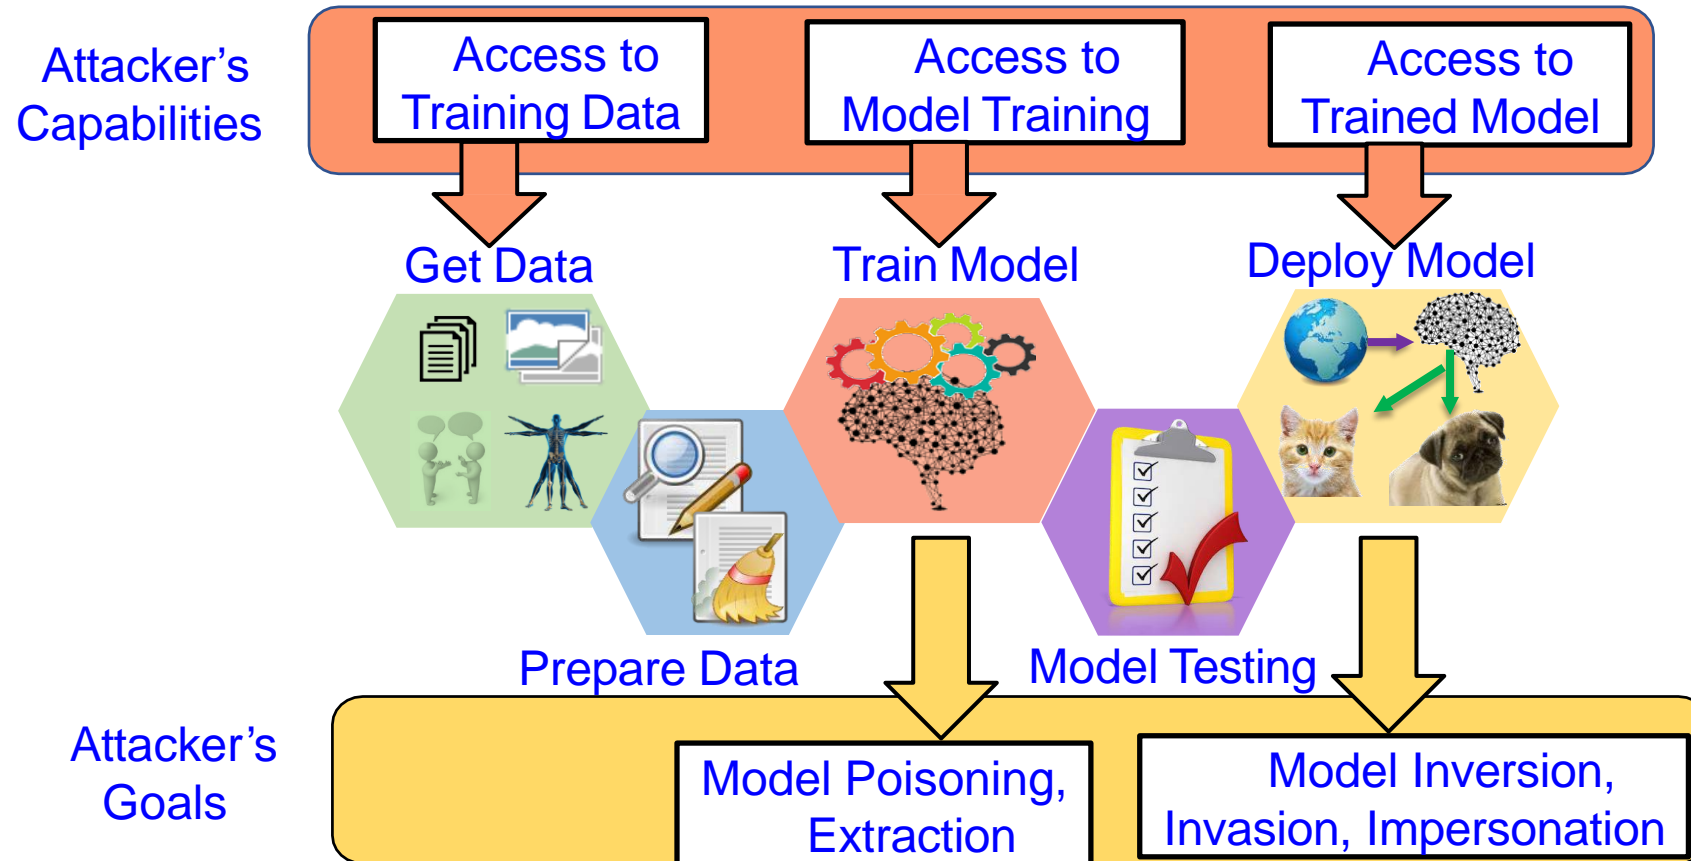 Attacker’s
Capabilities
Access to
Training Data
Access to
Model Training
Access to
Trained Model
Get Data
Train Model
Deploy Model
Prepare Data
Model Testing
Attacker’s
Goals
Model Poisoning,
Extraction
Model Inversion,
Invasion, Impersonation